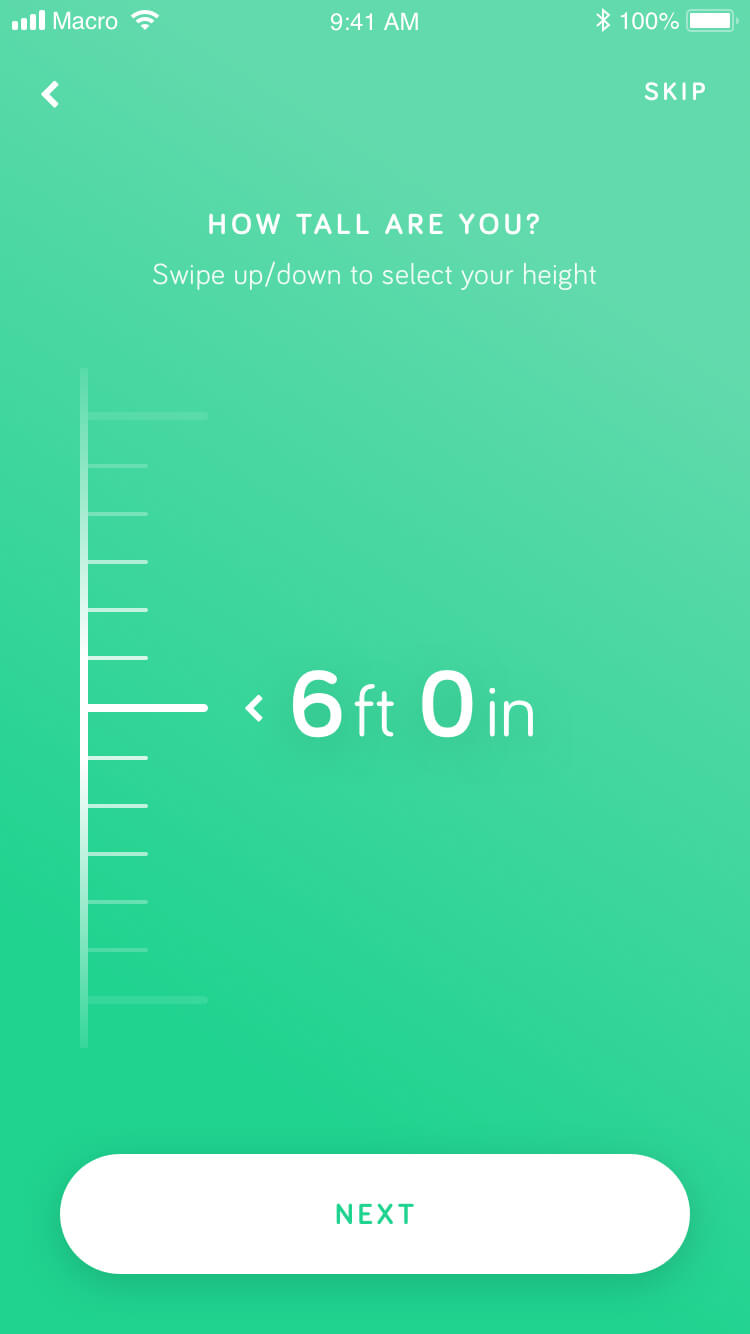 Macro 9:41 AM 100%
SKIP
HOW TALL ARE YOU?
Swipe up/down to select your height
6 ft 0 in
NEXT